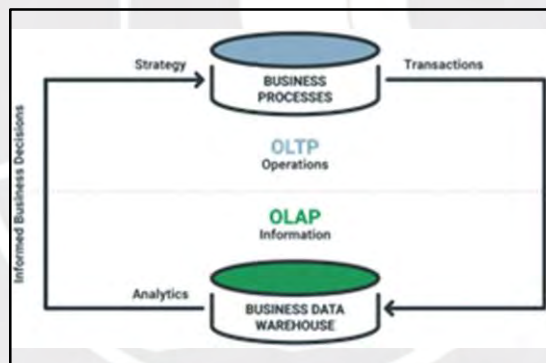 Strategy
BUSINESS
PROCESSES
Transactions
OLTP
Operations
OLAP
Information
Informed Business Decisions
Analytics
BUSINESS DATA
WAREHOUSE